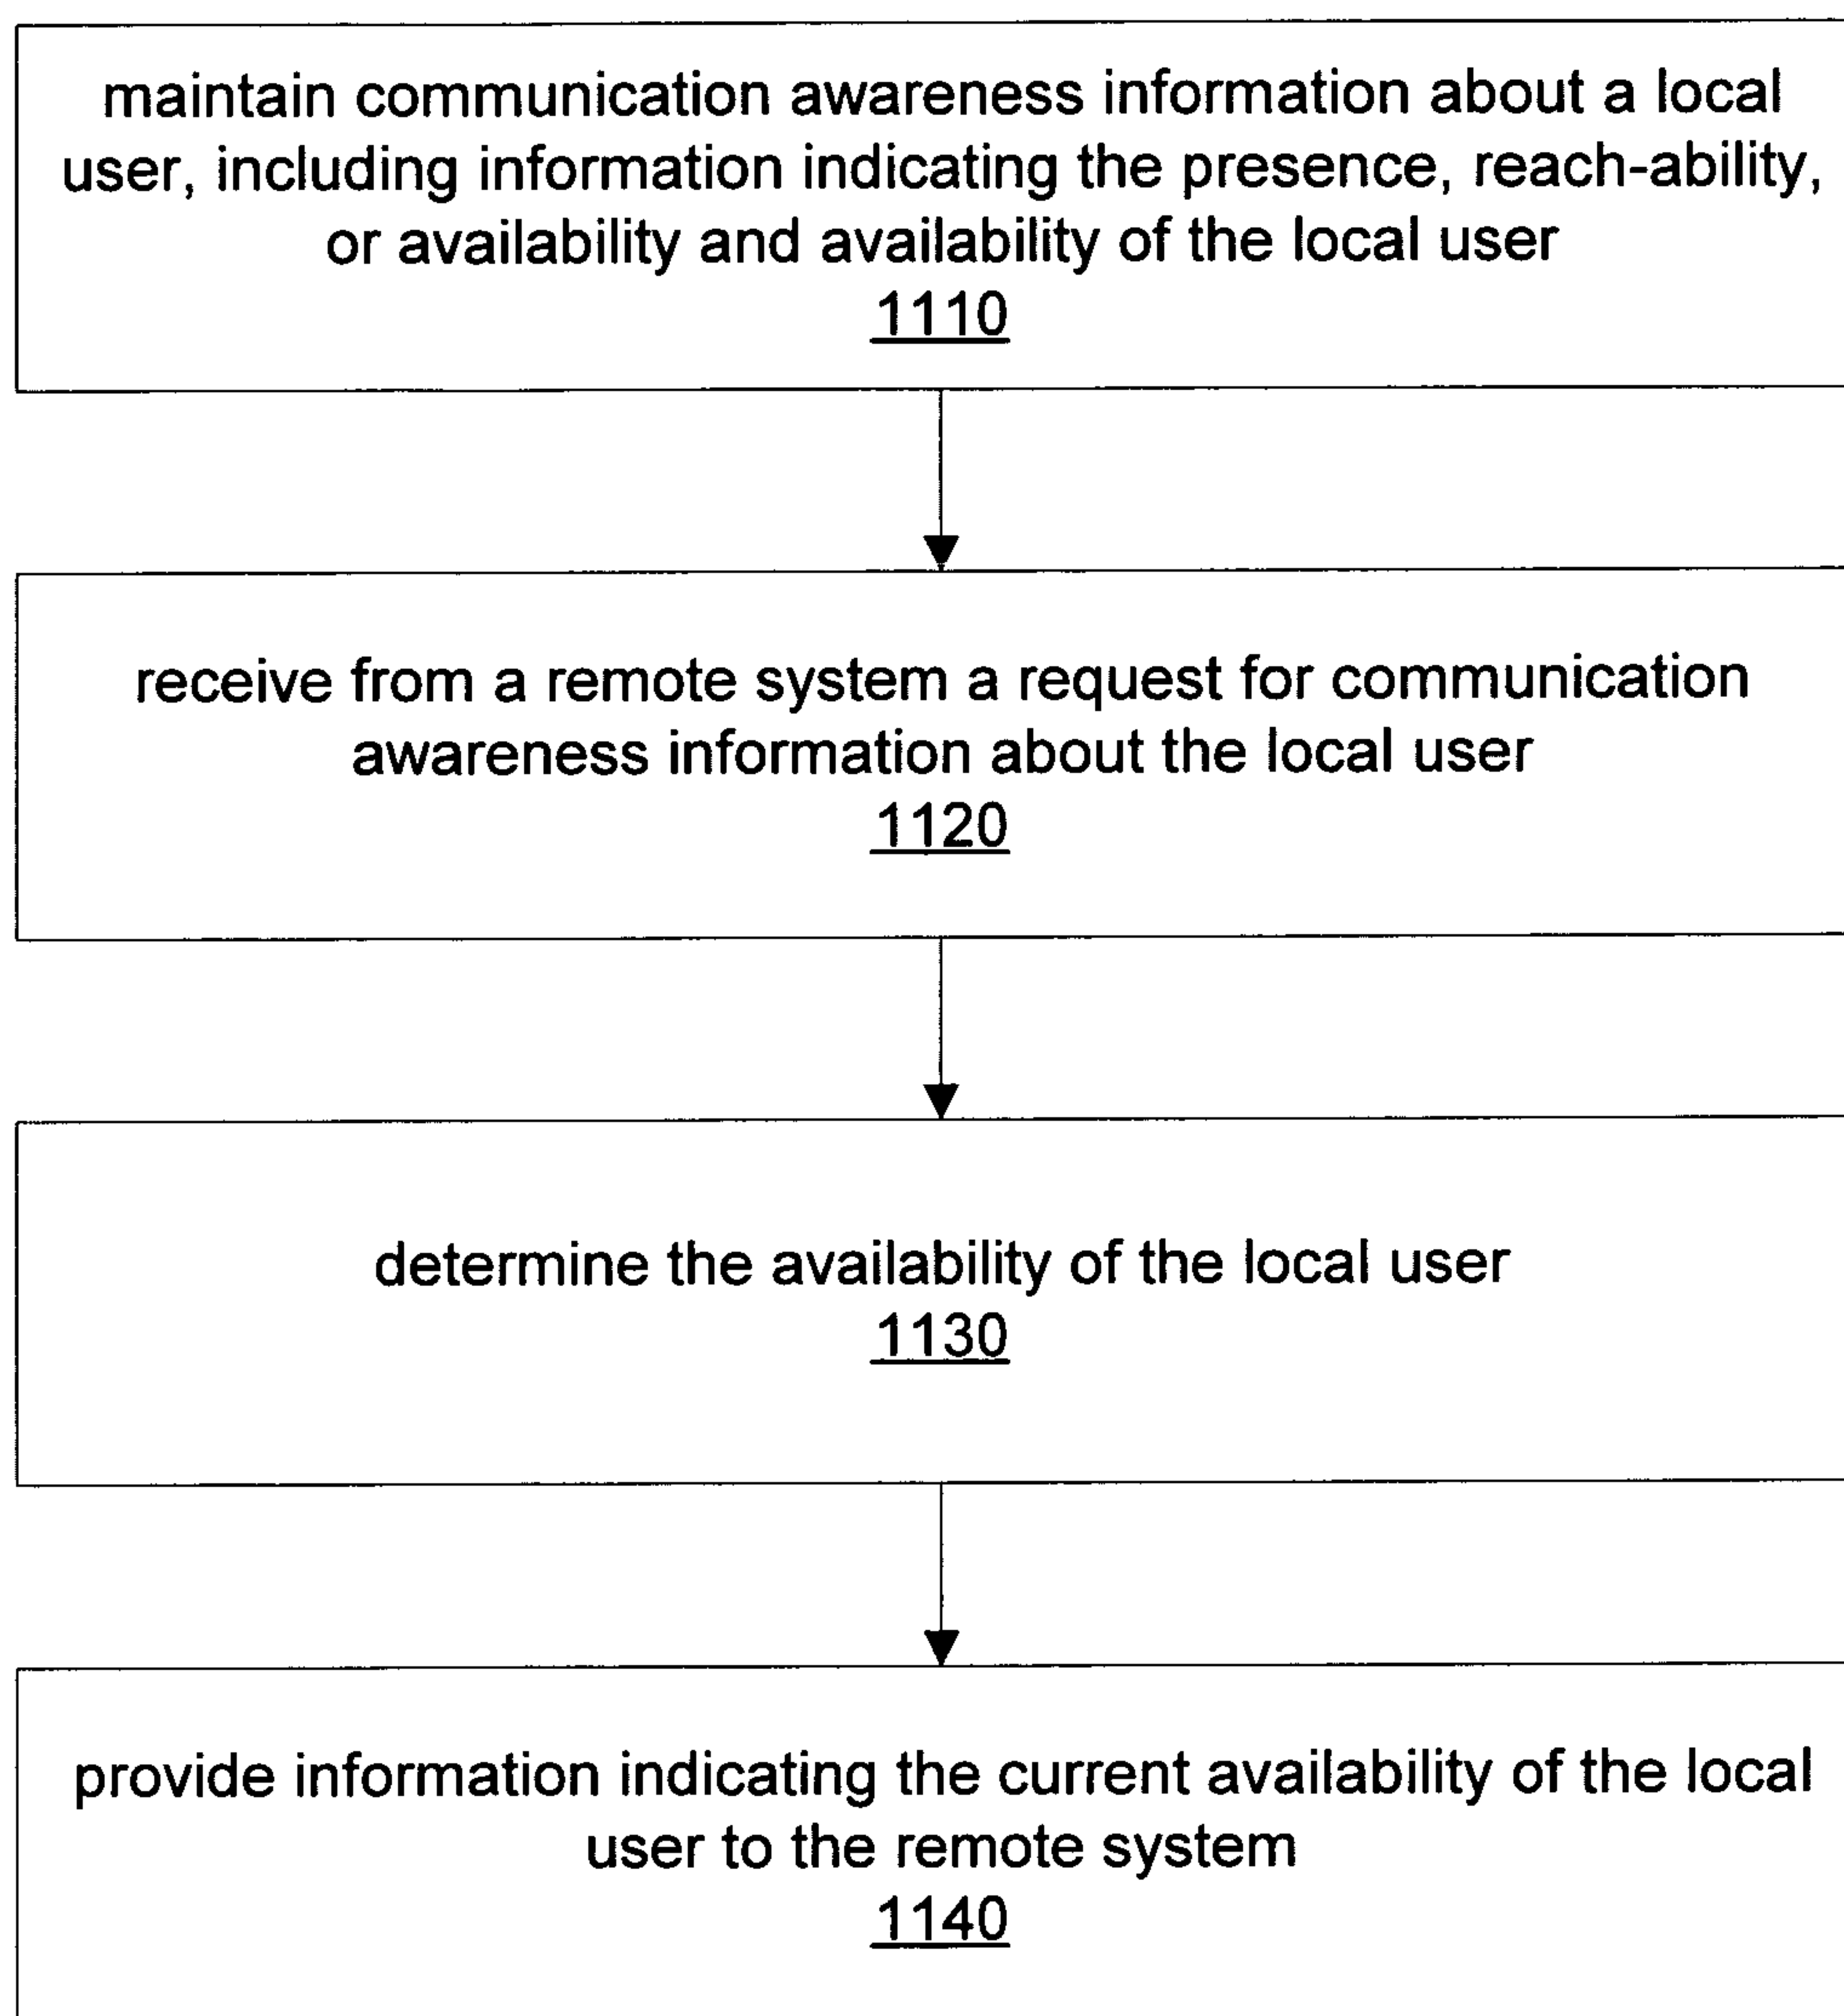 maintain communication awareness information about a local
user, including information indicating the presence, reach-ability,
or availability and availability of the local user
1110
receive from a remote system a request for communication
awareness information about the local user
1120
determine the availability of the local user
1130
provide information indicating the current availability of the local
user to the remote system
1140